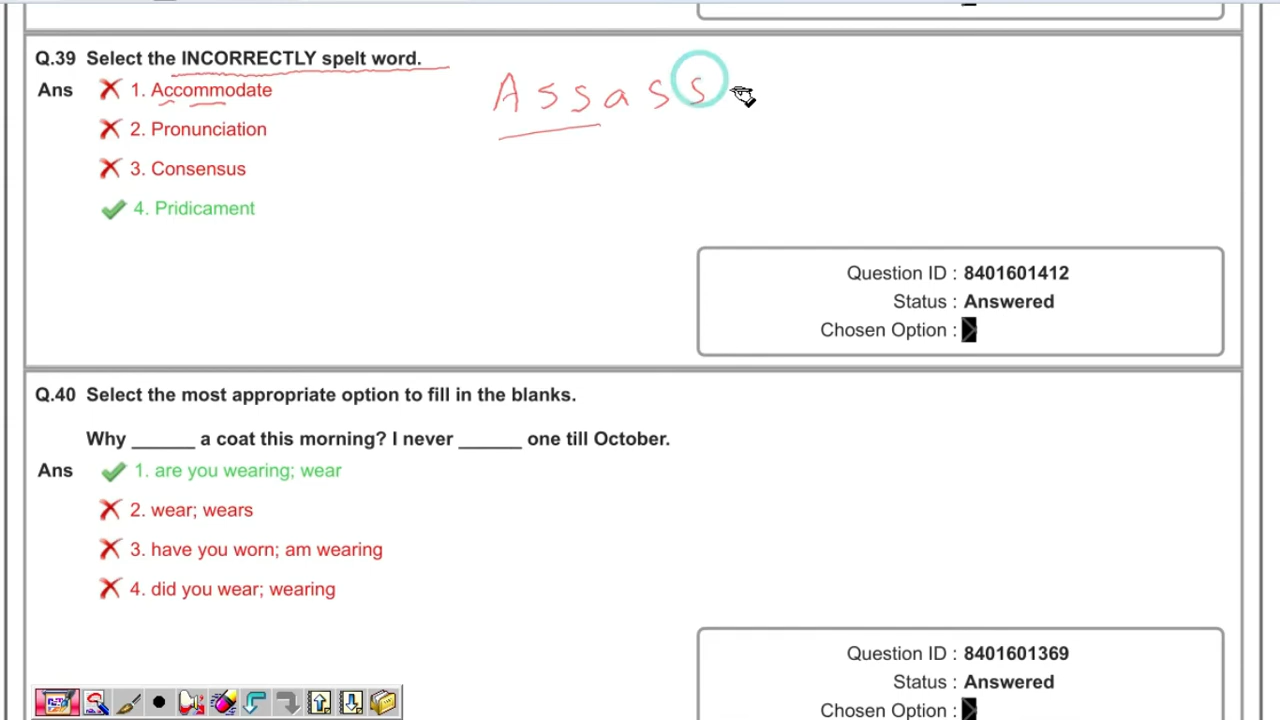 Q.39 Select the INCORRECTLY spelt word.
Ans 1. Accommodate
Assass
2. Pronunciation
3. Consensus
4. Pridicament
Question ID : 8401601412
Status : Answered
Chosen Option :
Q.40 Select the most appropriate option to fill in the blanks.
Why ______ a coat this morning? I never ______ one till October.
Ans 1. are you wearing; wear
2. wear; wears
3. have you worn; am wearing
4. did you wear; wearing
Question ID : 8401601369
Status : Answered
Chosen Option :